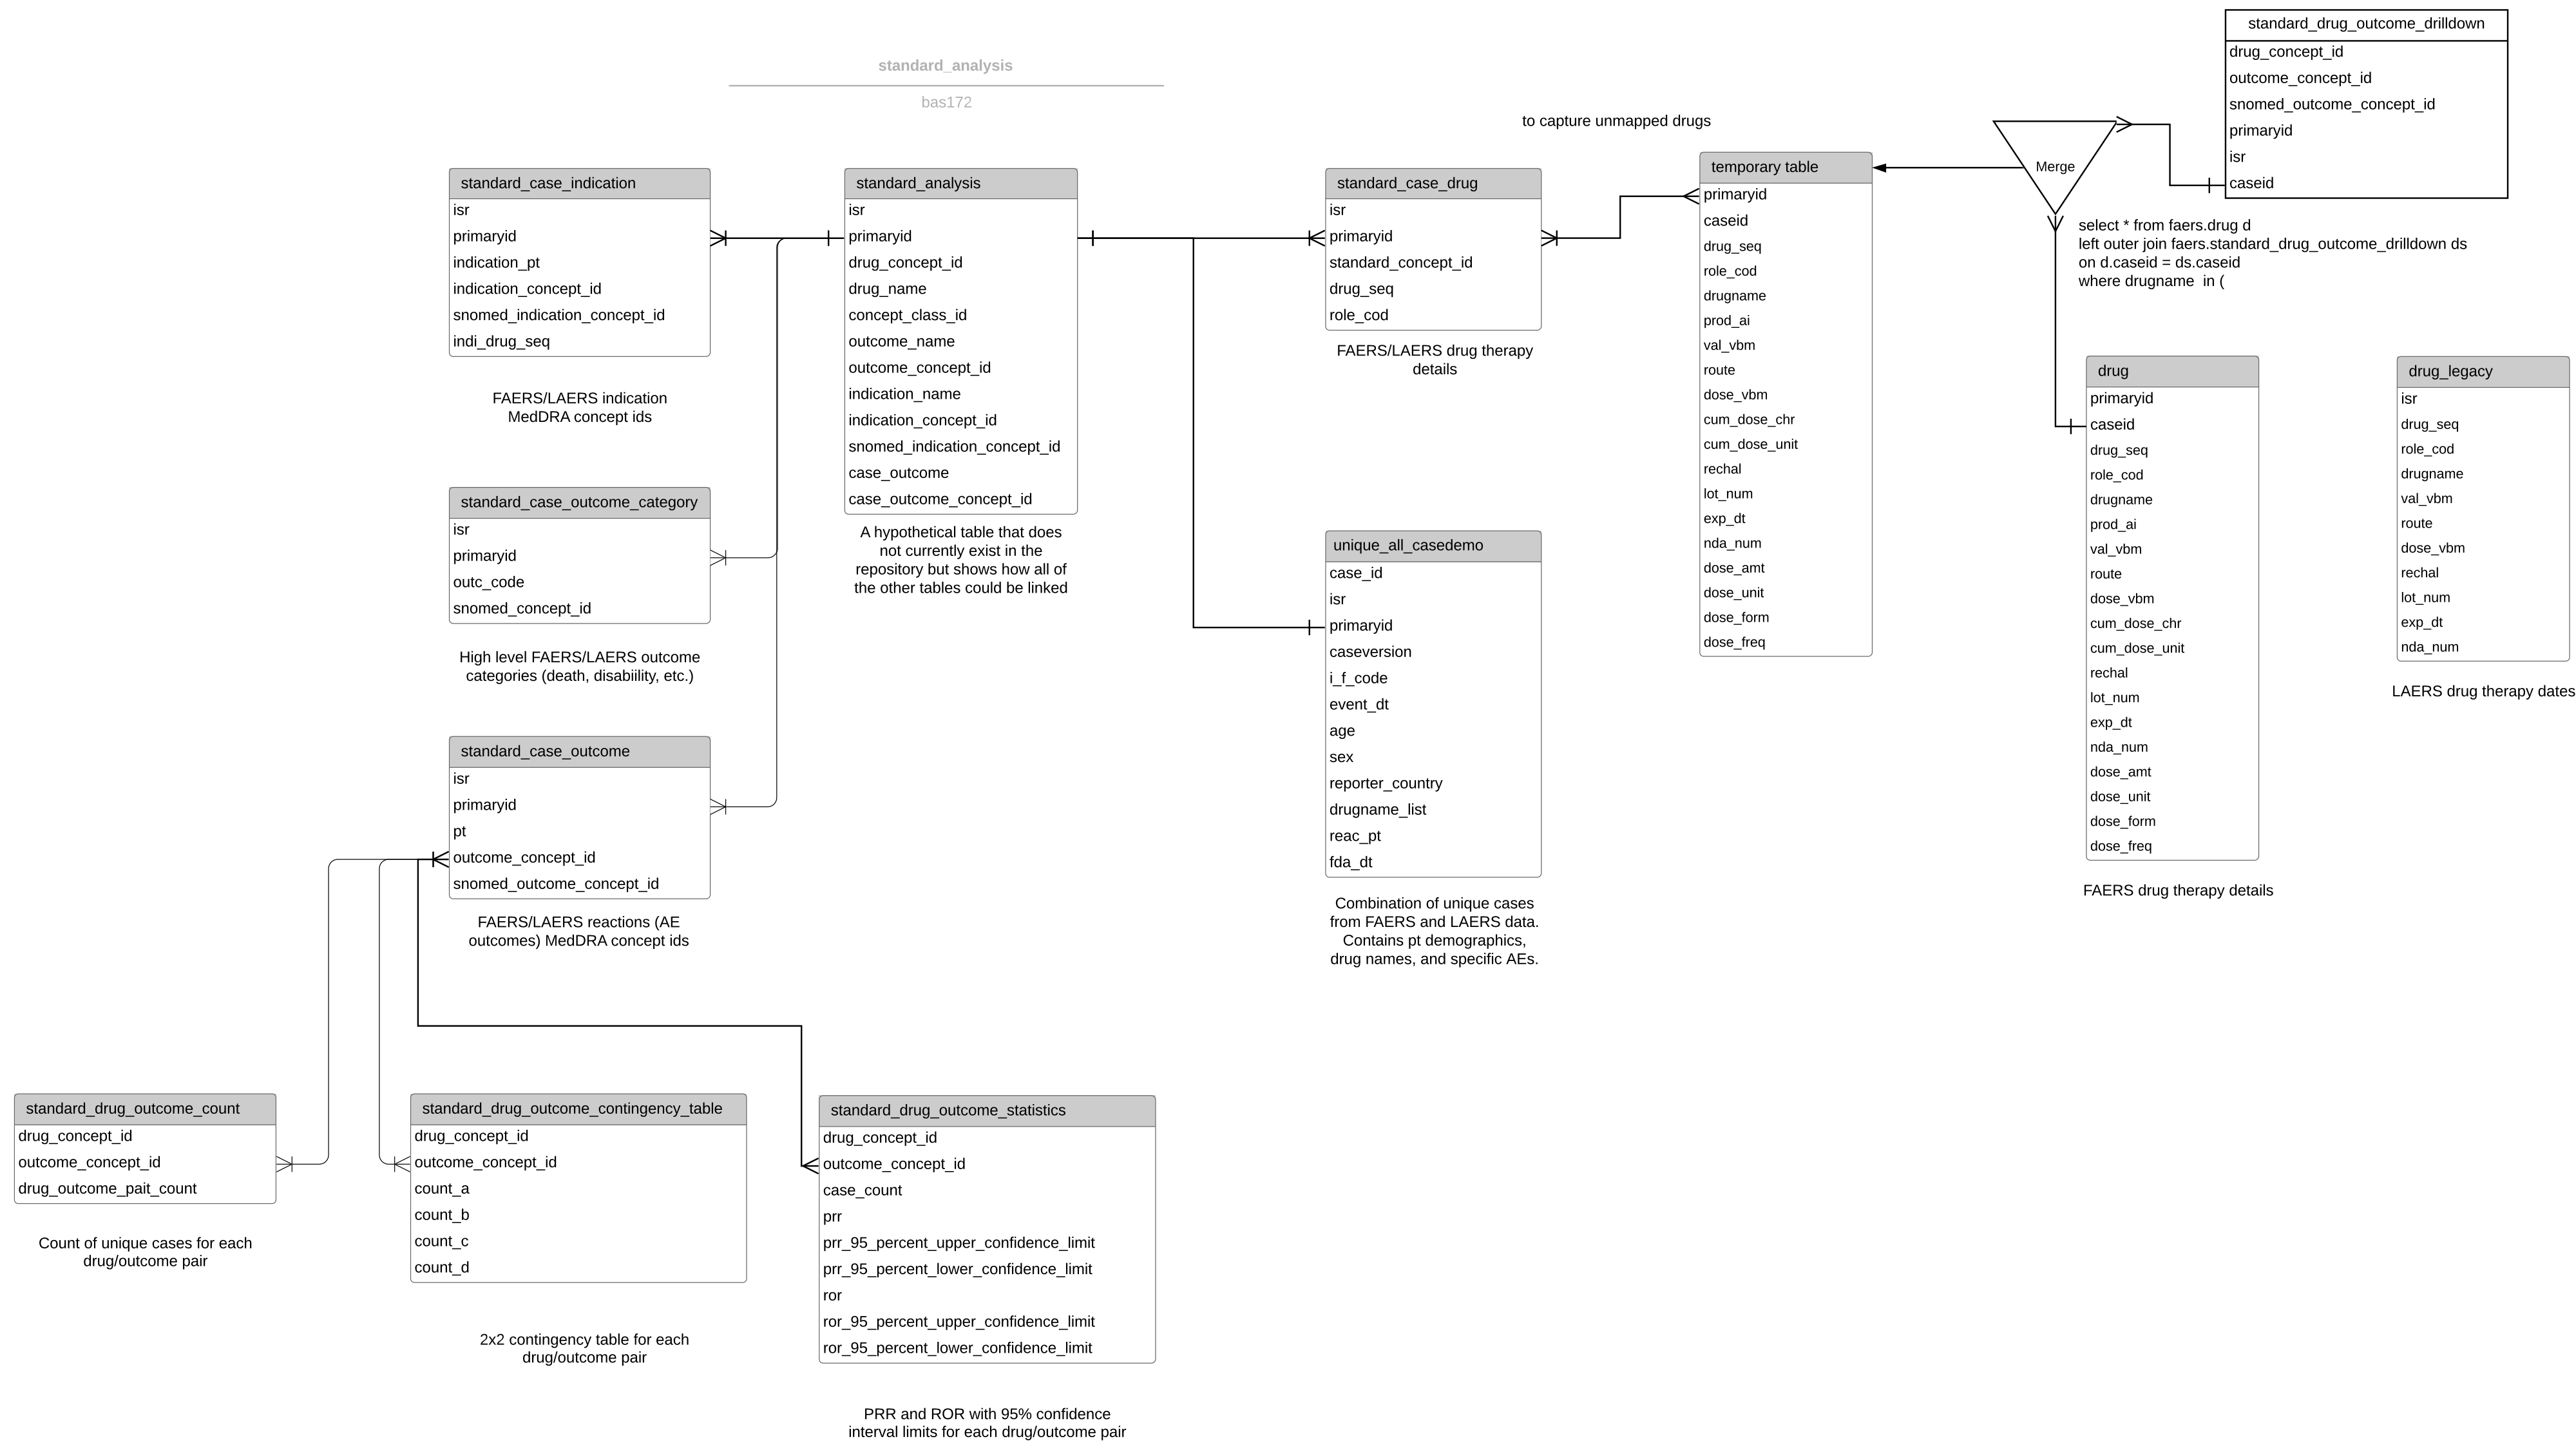 standard_analysis
bas172
standard_case_indication
isr
primaryid
indication_pt
indication_concept_id
snomed_indication_concept_id
indi_drug_seq
FAERS/LAERS indication
MedDRA concept ids
standard_case_outcome_category
isr
primaryid
outc_code
snomed_concept_id
High level FAERS/LAERS outcome
categories (death, disabiility, etc.)
standard_case_outcome
isr
primaryid
pt
outcome_concept_id
snomed_outcome_concept_id
FAERS/LAERS reactions (AE
outcomes) MedDRA concept ids
standard_analysis
isr
primaryid
drug_concept_id
drug_name
concept_class_id
outcome_name
outcome_concept_id
indication_name
indication_concept_id
snomed_indication_concept_id
case_outcome
case_outcome_concept_id
A hypothetical table that does
not currently exist in the
repository but shows how all of
the other tables could be linked
to capture unmapped drugs
standard_case_drug
isr
primaryid
standard_concept_id
drug_seq
role_cod
FAERS/LAERS drug therapy
details
unique_all_casedemo
case_id
isr
primaryid
caseversion
i_f_code
event_dt
age
sex
reporter_country
drugname_list
reac_pt
fda_dt
Combination of unique cases
from FAERS and LAERS data.
Contains pt demographics,
drug names, and specific AEs.
temporary table
primaryid
caseid
drug_seq
role_cod
drugname
prod_ai
val_vbm
route
dose_vbm
cum_dose_chr
cum_dose_unit
rechal
lot_num
exp_dt
nda_num
dose_amt
dose_unit
dose_form
dose_freq
Merge
standard_drug_outcome_drilldown
drug_concept_id
outcome_concept_id
snomed_outcome_concept_id
primaryid
isr
caseid
select * from faers.drug d
left outer join faers.standard_drug_outcome_drilldown ds
on d.caseid = ds.caseid
where drugname  in (
drug
primaryid
caseid
drug_seq
role_cod
drugname
prod_ai
val_vbm
route
dose_vbm
cum_dose_chr
cum_dose_unit
rechal
lot_num
exp_dt
nda_num
dose_amt
dose_unit
dose_form
dose_freq
FAERS drug therapy details
drug_legacy
isr
drug_seq
role_cod
drugname
val_vbm
route
dose_vbm
rechal
lot_num
exp_dt
nda_num
LAERS drug therapy dates
standard_drug_outcome_count
drug_concept_id
outcome_concept_id
drug_outcome_pait_count
Count of unique cases for each
drug/outcome pair
standard_drug_outcome_contingency_table
drug_concept_id
outcome_concept_id
count_a
count_b
count_c
count_d
2x2 contingency table for each
drug/outcome pair
standard_drug_outcome_statistics
drug_concept_id
outcome_concept_id
case_count
prr
prr_95_percent_upper_confidence_limit
prr_95_percent_lower_confidence_limit
ror
ror_95_percent_upper_confidence_limit
ror_95_percent_lower_confidence_limit
PRR and ROR with 95% confidence
interval limits for each drug/outcome pair